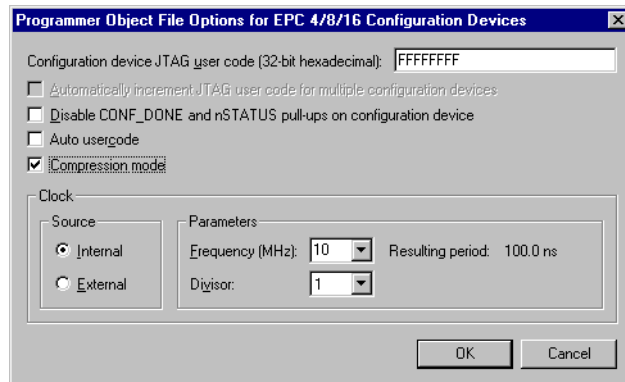 Programmer Object File Options for EPC 4/8/16 Configuration Devices
Configuration device JTAG user code (32-bit hexadecimal): FFFFFFFF
Automatically increment JTAG user code for multiple configuration devices
Disable CONF_DONE and nSTATUS pull-ups on configuration device
Auto usercode
Compression mode
Clock
Source
Parameters
Internal
Frequency (MHz): 10 Resulting period: 100.0 ns
External
Divisor: 1
OK Cancel